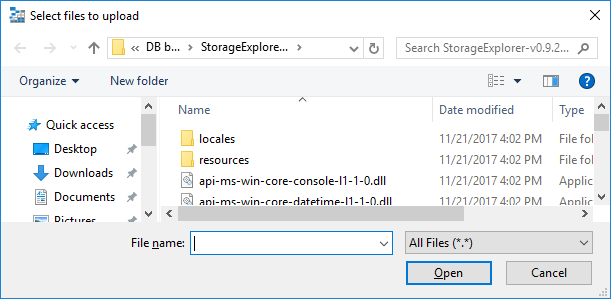 Select files to upload
« DB b... > StorageExplore... >
Search StorageExplorer-v0.9.2...
Organize
New folder
Name
Date modified
Type
Quick access
Desktop
Downloads
Documents
Pictures
locales 11/21/2017 4:02 PM File fol
resources 11/21/2017 4:02 PM File fol
api-ms-win-core-console-l1-1-0.dll 11/21/2017 4:02 PM Applic
api-ms-win-core-datetime-l1-1-0.dll 11/21/2017 4:02 PM Applic
File name:
All Files (*.*)
Open
Cancel